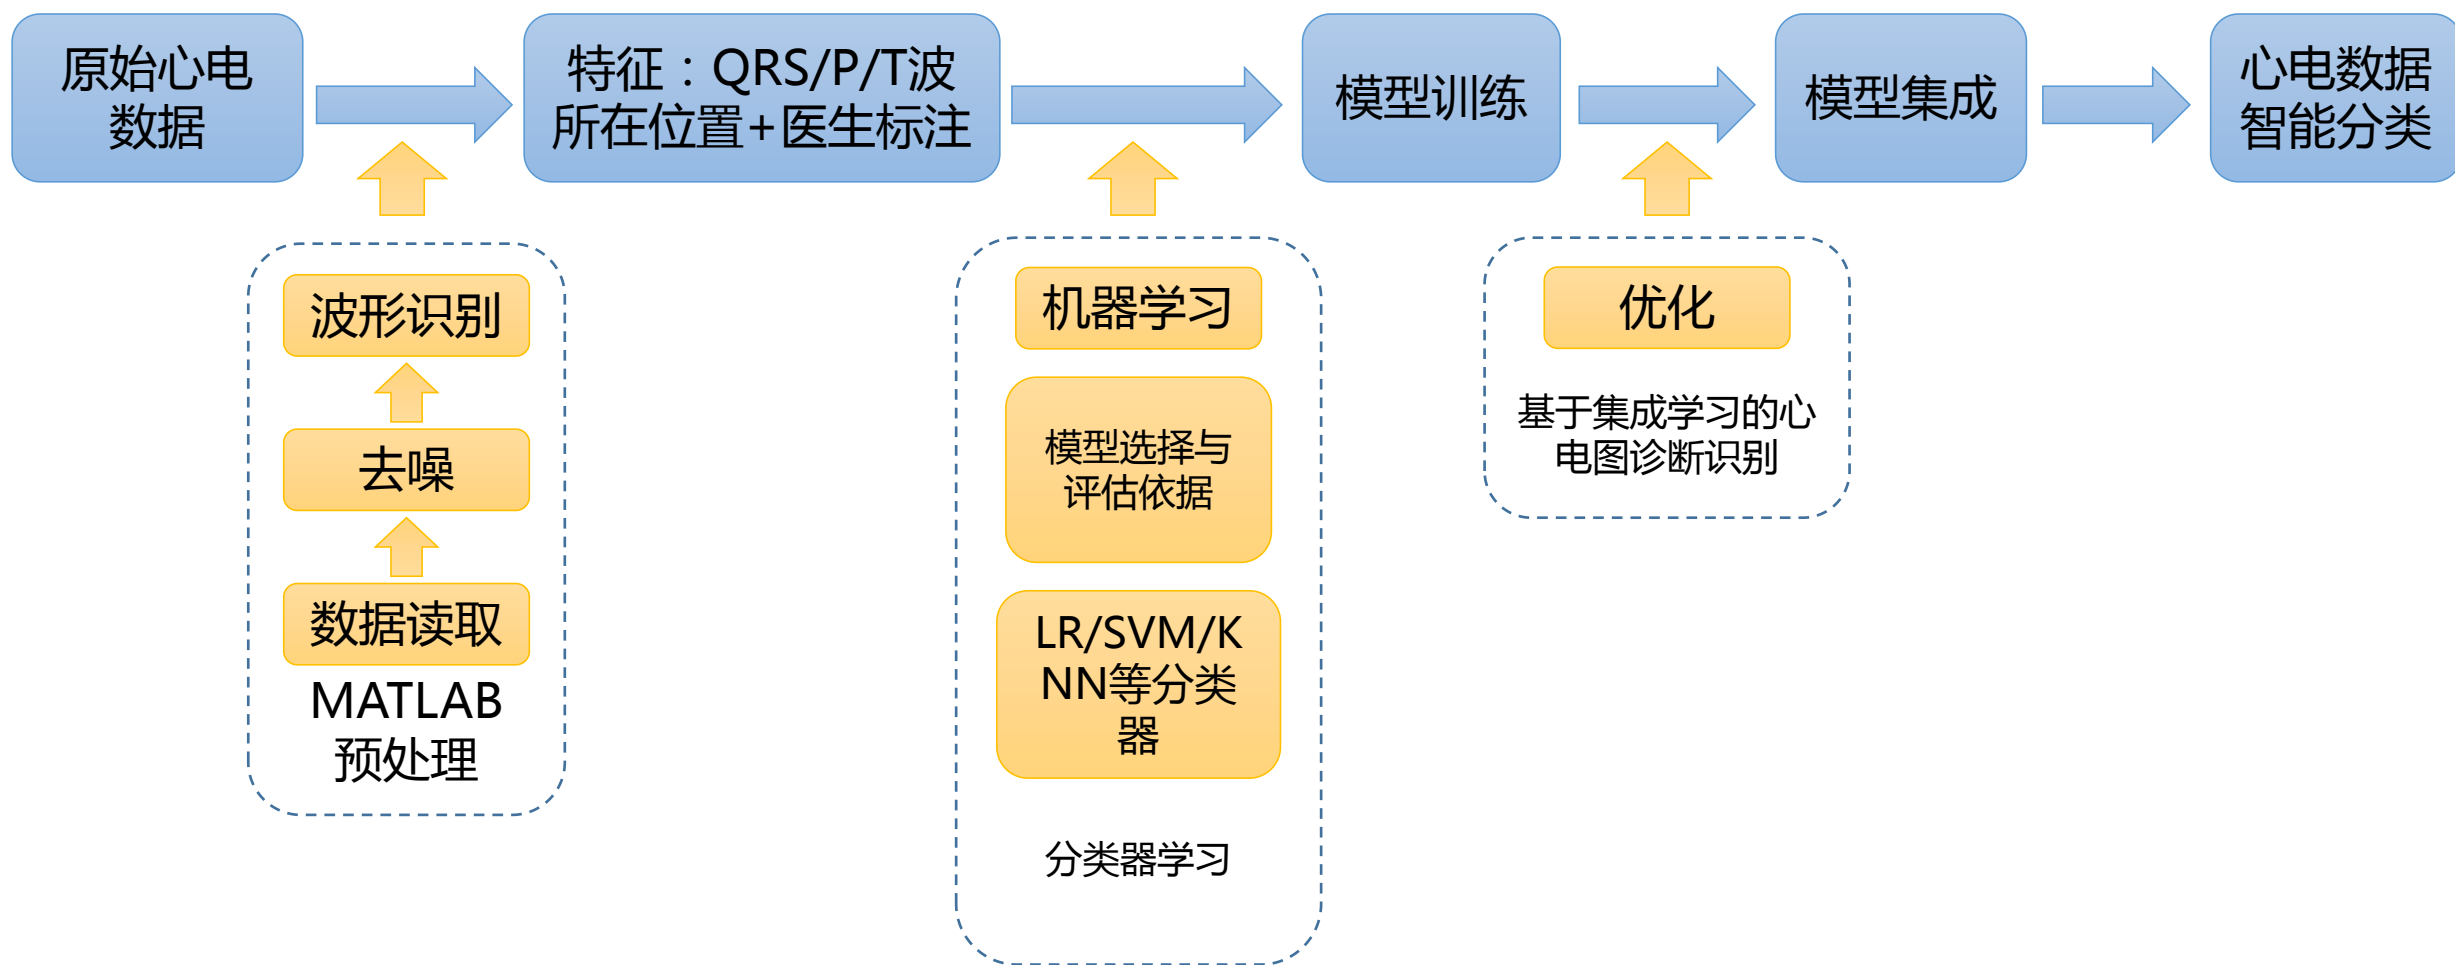 原始心电
数据
特征：QRS/P/T波
所在位置+医生标注
模型训练
模型集成
心电数据
智能分类
波形识别
去噪
数据读取
MATLAB
预处理
机器学习
模型选择与
评估依据
LR/SVM/K
NN等分类
器
分类器学习
优化
基于集成学习的心
电图诊断识别